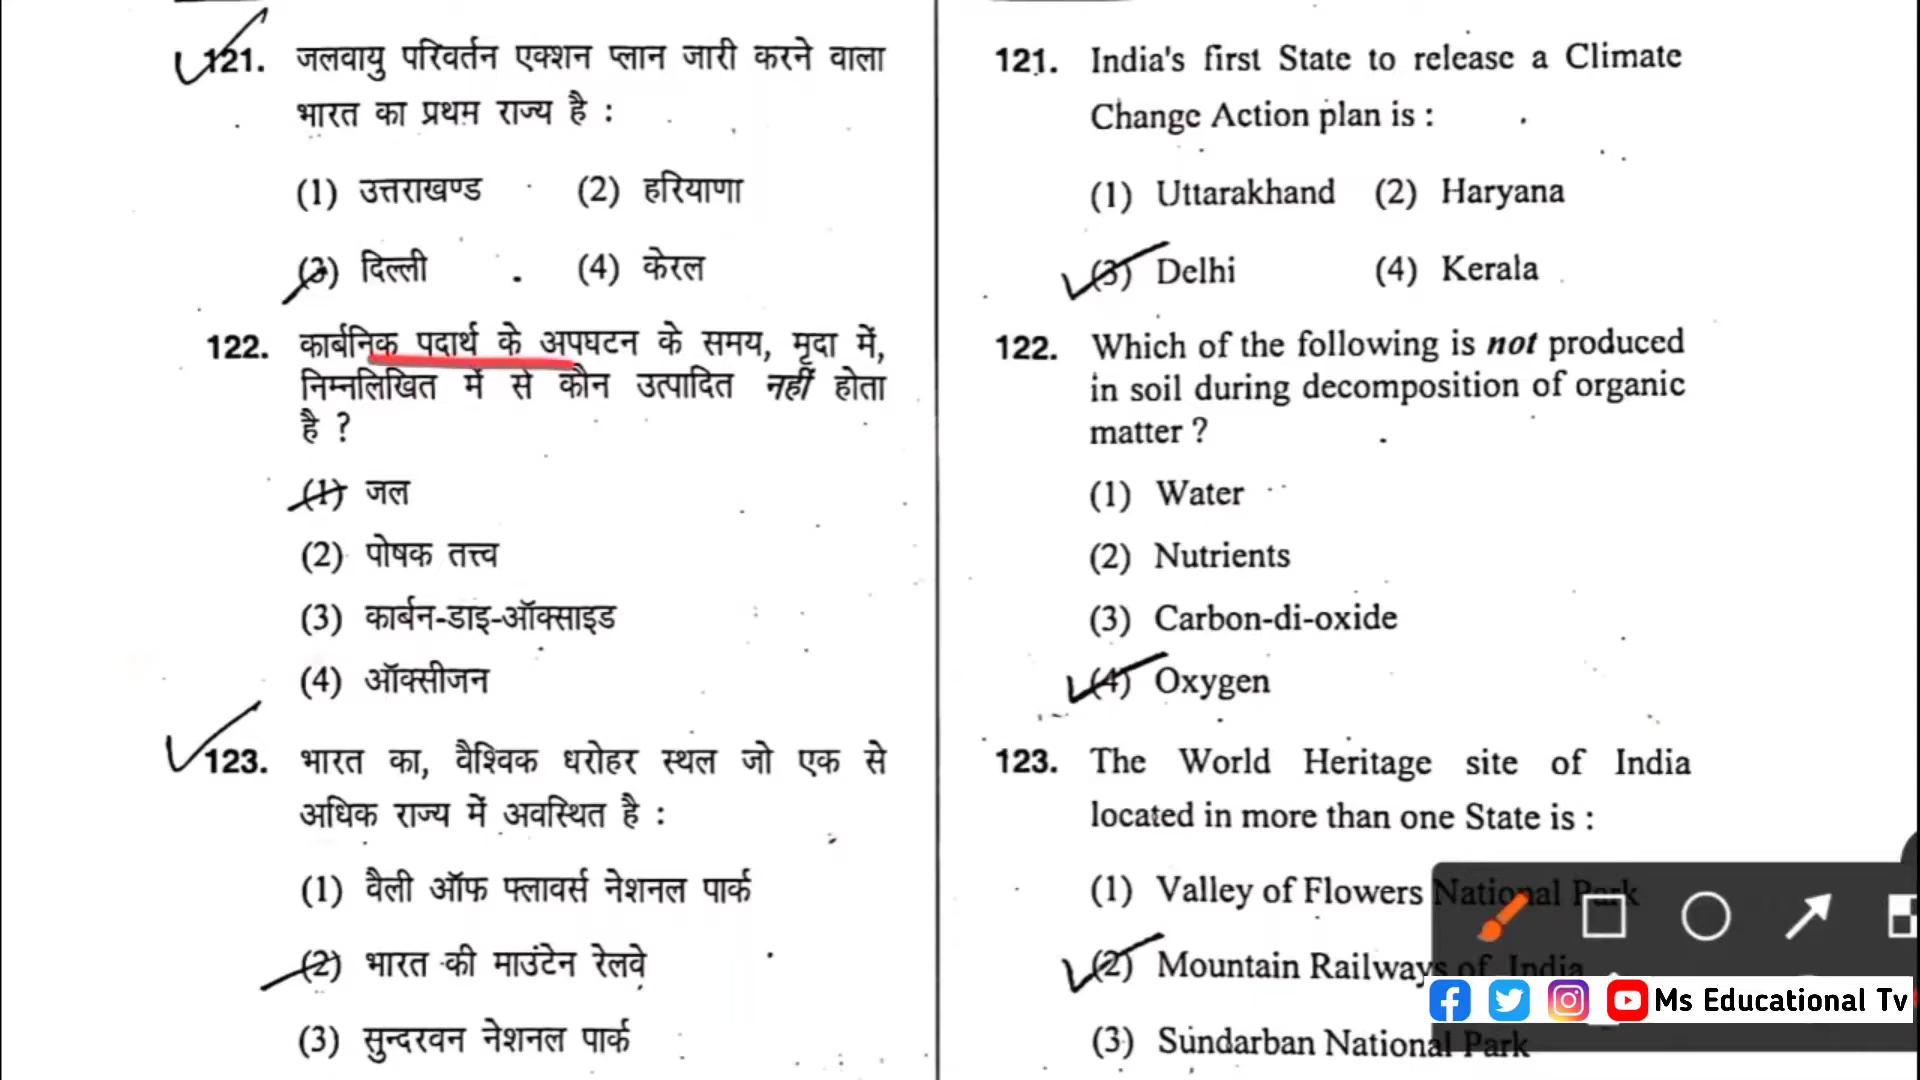 121. जलवायु परिवर्तन एक्शन प्लान जारी करने वाला
भारत का प्रथम राज्य है :
(1) उत्तराखण्ड (2) हरियाणा
(3) दिल्ली (4) केरल
122. कार्बनिक पदार्थ के अपघटन के समय, मृदा में,
निम्नलिखित में से कौन उत्पादित नहीं होता
है ?
(1) जल
(2) पोषक तत्त्व
(3) कार्बन-डाइ-ऑक्साइड
(4) ऑक्सीजन
123. भारत का, वैश्विक धरोहर स्थल जो एक से
अधिक राज्य में अवस्थित है :
(1) वैली ऑफ फ्लावर्स नेशनल पार्क
(2) भारत की माउंटेन रेलवे
(3) सुन्दरवन नेशनल पार्क
121. India's first State to release a Climate
Change Action plan is :
(1) Uttarakhand (2) Haryana
(3) Delhi (4) Kerala
122. Which of the following is not produced
in soil during decomposition of organic
matter ?
(1) Water
(2) Nutrients
(3) Carbon-di-oxide
(4) Oxygen
123. The World Heritage site of India
located in more than one State is :
(1) Valley of Flowers National Park
(2) Mountain Railways of India
(3) Sundarban National Park
Ms Educational Tv